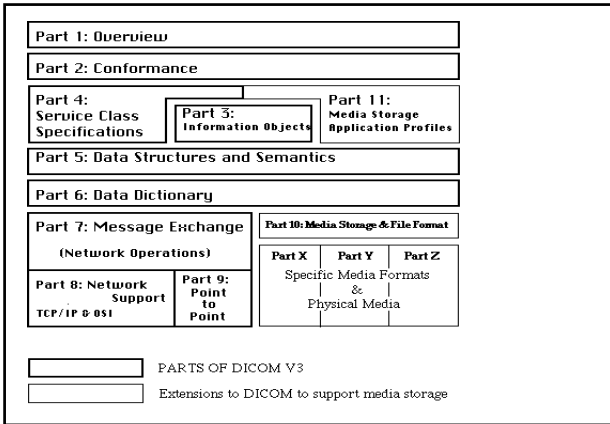 Part 1: Overview
Part 2: Conformance
Part 4:
Service Class
Specifications
Part 3:
Information Objects
Part 11:
Media Storage
Application Profiles
Part 5: Data Structures and Semantics
Part 6: Data Dictionary
Part 7: Message Exchange
(Network Operations)
Part 8: Network
Support
TCP/IP & OSI
Part 9:
Point
to
Point
Part 10: Media Storage & File Format
Part X Part Y Part Z
Specific Media Formats
&
Physical Media
PARTS OF DICOM V3
Extensions to DICOM to support media storage